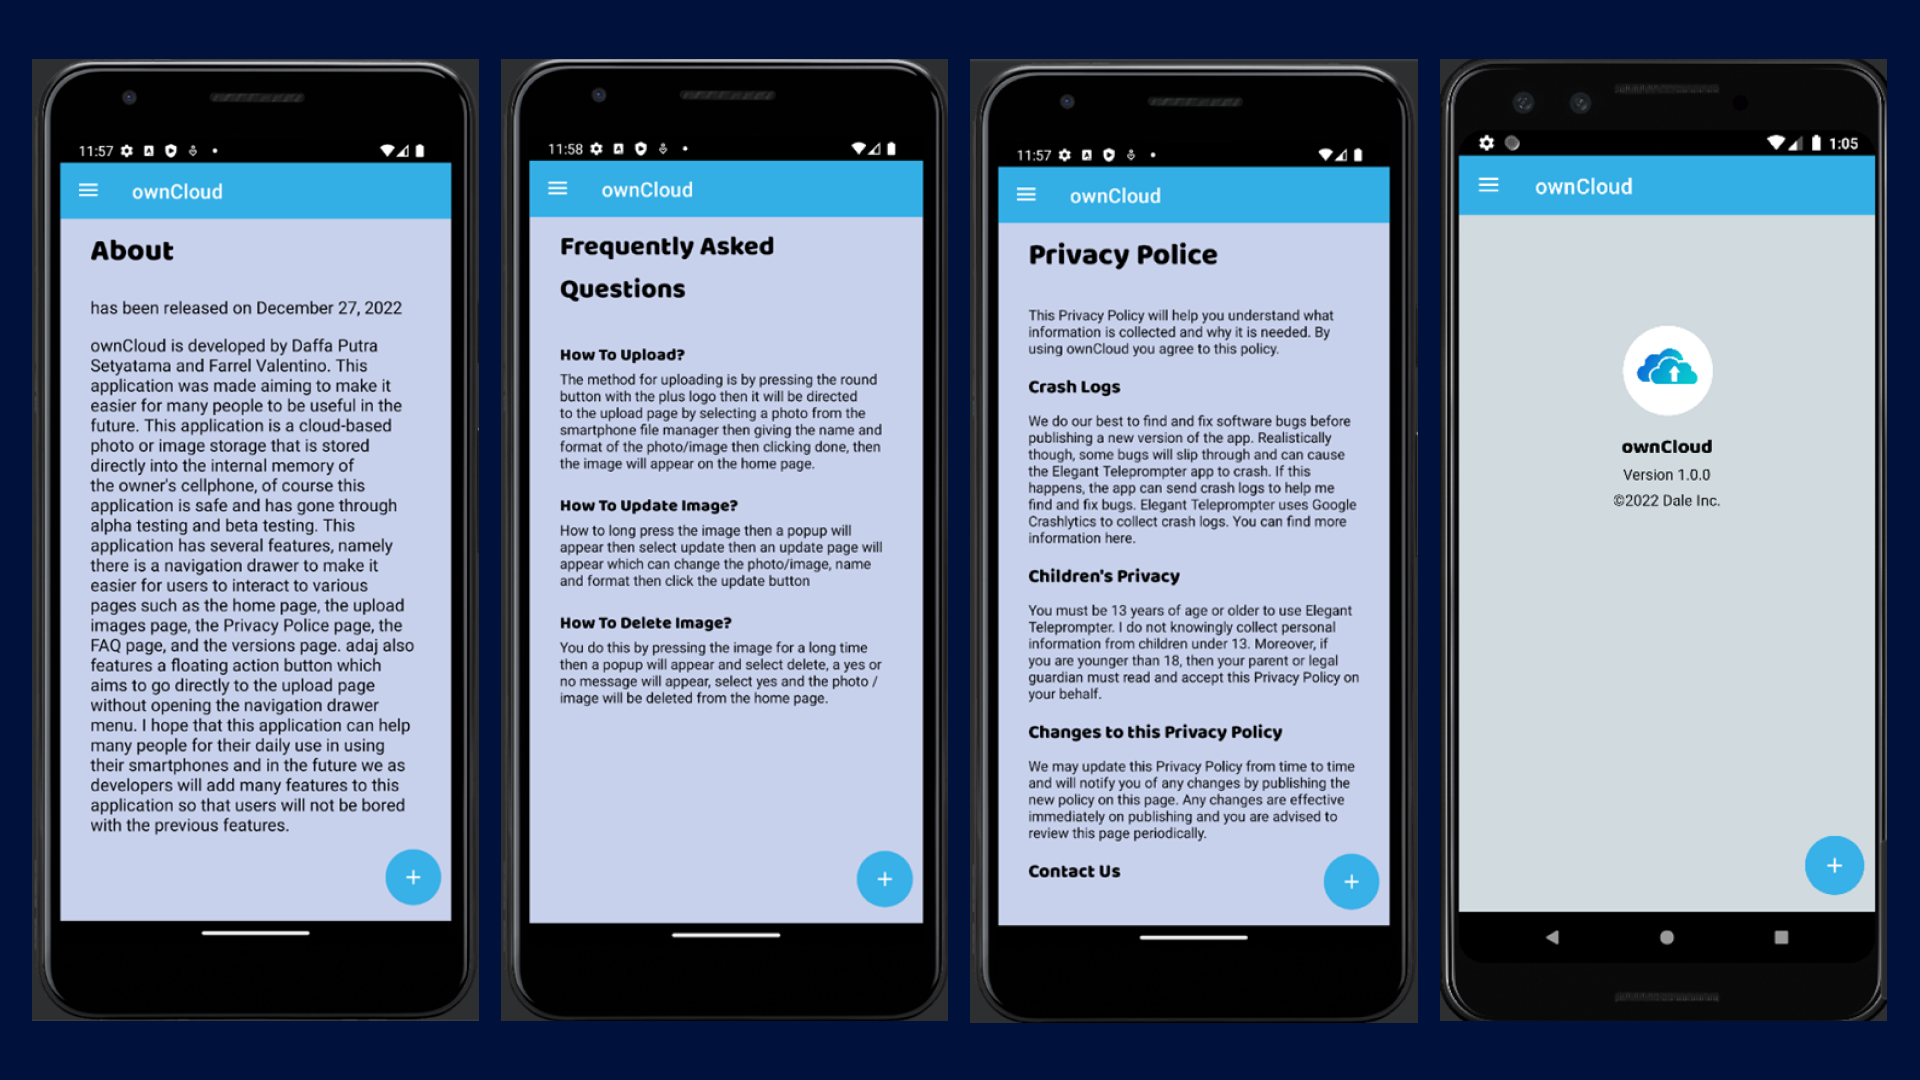 11:57
ownCloud
About
has been released on December 27, 2022
ownCloud is developed by Daffa Putra
Setyatama and Farrel Valentino. This
application was made aiming to make it
easier for many people to be useful in the
future. This application is a cloud-based
photo or image storage that is stored
directly into the internal memory of
the owner's cellphone, of course this
application is safe and has gone through
alpha testing and beta testing. This
application has several features, namely
there is a navigation drawer to make it
easier for users to interact to various
pages such as the home page, the upload
images page, the Privacy Police page, the
FAQ page, and the versions page. adaj also
features a floating action button which
aims to go directly to the upload page
without opening the navigation drawer
menu. I hope that this application can help
many people for their daily use in using
their smartphones and in the future we as
developers will add many features to this
application so that users will not be bored
with the previous features.
+
11:58
ownCloud
Frequently Asked
Questions
How To Upload?
The method for uploading is by pressing the round
button with the plus logo then it will be directed
to the upload page by selecting a photo from the
smartphone file manager then giving the name and
format of the photo/image then clicking done, then
the image will appear on the home page.
How To Update Image?
How to long press the image then a popup will
appear then select update then an update page will
appear which can change the photo/image, name
and format then click the update button
How To Delete Image?
You do this by pressing the image for a long time
then a popup will appear and select delete, a yes or
no message will appear, select yes and the photo /
image will be deleted from the home page.
+
11:57
ownCloud
Privacy Police
This Privacy Policy will help you understand what
information is collected and why it is needed. By
using ownCloud you agree to this policy.
Crash Logs
We do our best to find and fix software bugs before
publishing a new version of the app. Realistically
though, some bugs will slip through and can cause
the Elegant Teleprompter app to crash. If this
happens, the app can send crash logs to help me
find and fix bugs. Elegant Teleprompter uses Google
Crashlytics to collect crash logs. You can find more
information here.
Children's Privacy
You must be 13 years of age or older to use Elegant
Teleprompter. I do not knowingly collect personal
information from children under 13. Moreover, if
you are younger than 18, then your parent or legal
guardian must read and accept this Privacy Policy on
your behalf.
Changes to this Privacy Policy
We may update this Privacy Policy from time to time
and will notify you of any changes by publishing the
new policy on this page. Any changes are effective
immediately on publishing and you are advised to
review this page periodically.
Contact Us
+
1:05
ownCloud
ownCloud
Version 1.0.0
©2022 Dale Inc.
+